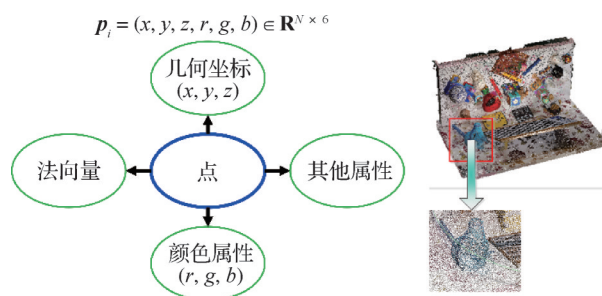 p_i = (x, y, z, r, g, b) ∈ R^{N × 6}
几何坐标
(x, y, z)
法向量
点
其他属性
颜色属性
(r, g, b)